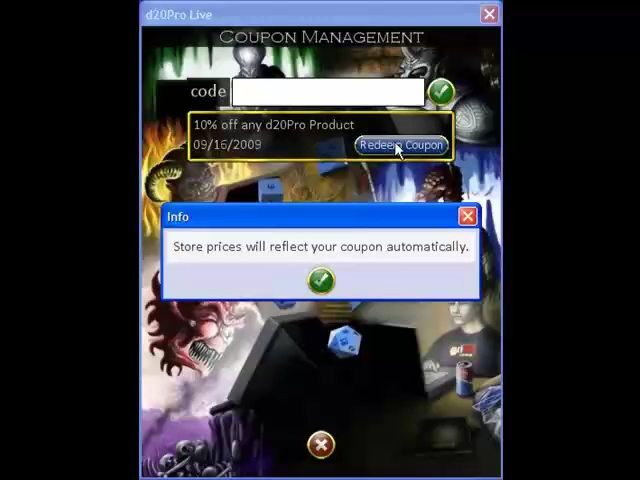 d20Pro Live
COUPON MANAGEMENT
code
10% off any d20Pro Product
09/16/2009
Redeem Coupon
Info
Store prices will reflect your coupon automatically.